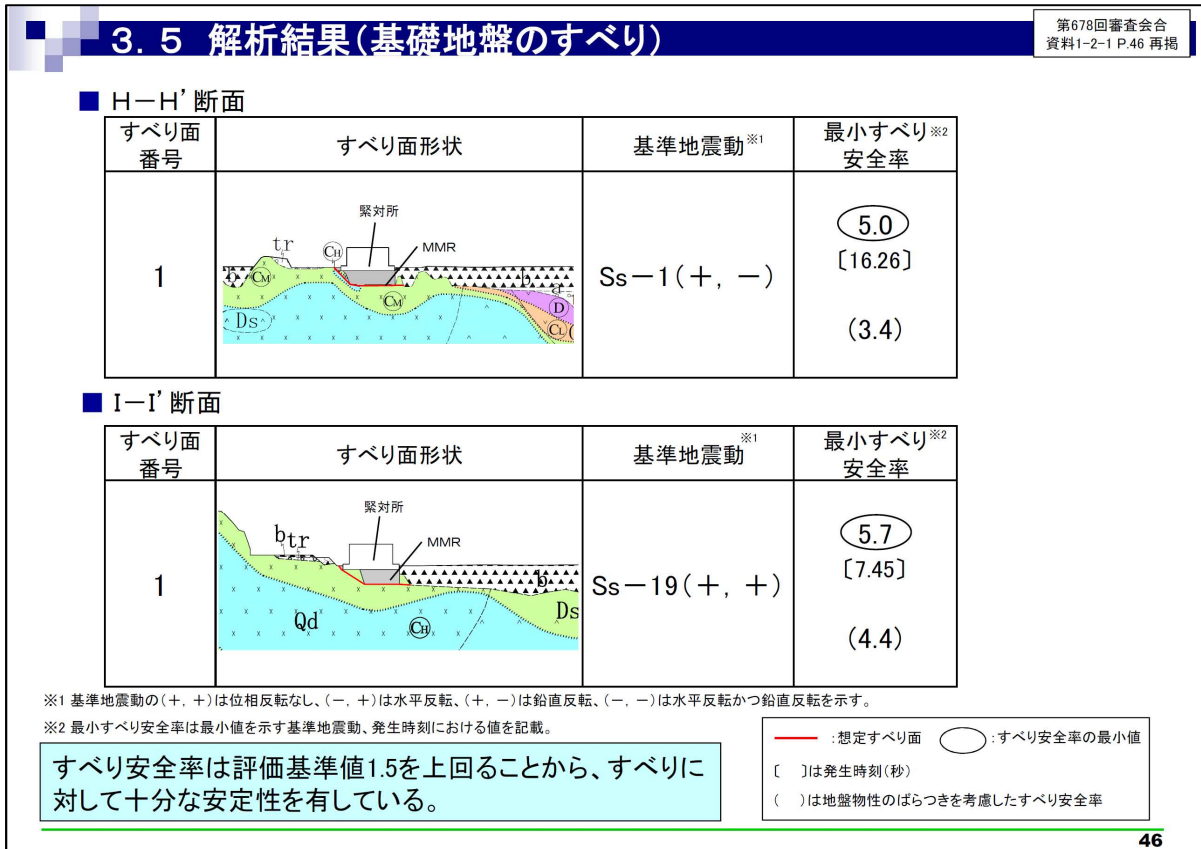 3.5 解析結果(基礎地盤のすべり)
第678回審査会合
資料1-2-1 P.46 再掲
■ H-H’断面
すべり面番号 すべり面形状 基準地震動※1 最小すべり※2安全率
緊対所
MMR
tr
CH
b
CM
b
a
CM
D
Ds
CL
1
Ss-1(+, -)
5.0
[16.26]
(3.4)
■ I-I’断面
すべり面番号 すべり面形状 基準地震動※1 最小すべり※2安全率
緊対所
MMR
b
tr
b
Ds
Qd
CH
1
Ss-19(+, +)
5.7
[7.45]
(4.4)
※1 基準地震動の(+, +)は位相反転なし、(-, +)は水平反転、(+, -)は鉛直反転、(-, -)は水平反転かつ鉛直反転を示す。
※2 最小すべり安全率は最小値を示す基準地震動、発生時刻における値を記載。
すべり安全率は評価基準値1.5を上回ることから、すべりに
対して十分な安定性を有している。
:想定すべり面 :すべり安全率の最小値
[ ]は発生時刻(秒)
( )は地盤物性のばらつきを考慮したすべり安全率
46